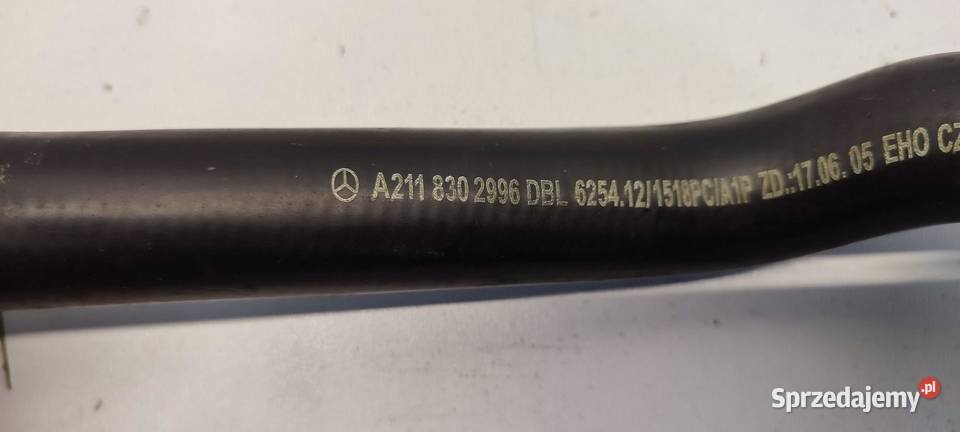 A211 830 2996 DBL 6254.12/1518PC/A1P ZD.:17.06. 05 EHO CZ
Sprzedajemy.pl